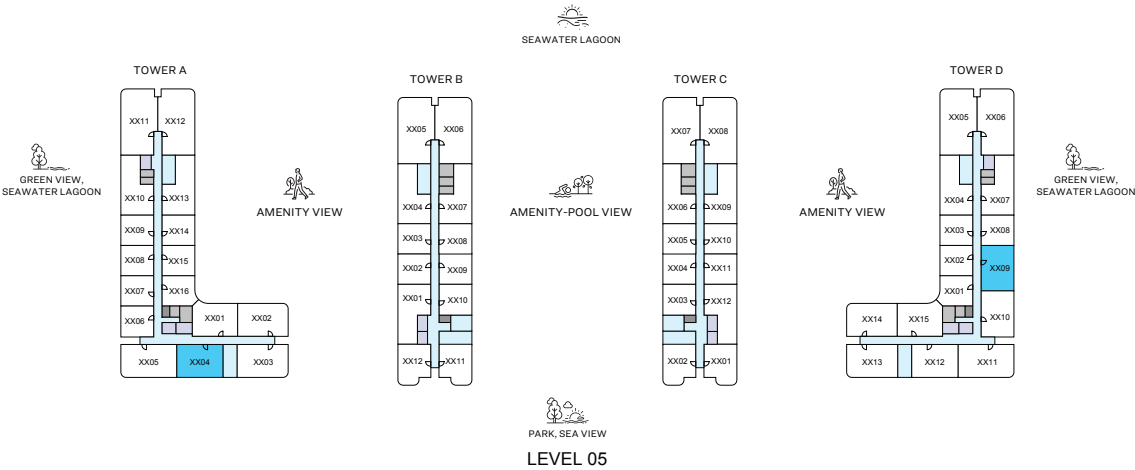 SEAWATER LAGOON
TOWER A
TOWER B
TOWER C
TOWER D
XX11 XX12
XX05 XX06
XX07 XX08
XX05 XX06
GREEN VIEW,
SEAWATER LAGOON
AMENITY VIEW
AMENITY-POOL VIEW
AMENITY VIEW
GREEN VIEW,
SEAWATER LAGOON
XX10 XX13
XX04 XX07
XX06 XX09
XX04 XX07
XX09 XX14
XX03 XX08
XX05 XX10
XX03 XX08
XX08 XX15
XX02 XX09
XX04 XX11
XX02 XX09
XX07 XX16
XX01 XX10
XX03 XX12
XX01
XX06 XX01 XX02
XX14 XX15 XX10
XX05 XX04 XX03
XX12 XX11
XX02 XX01
XX13 XX12 XX11
PARK, SEA VIEW
LEVEL 05